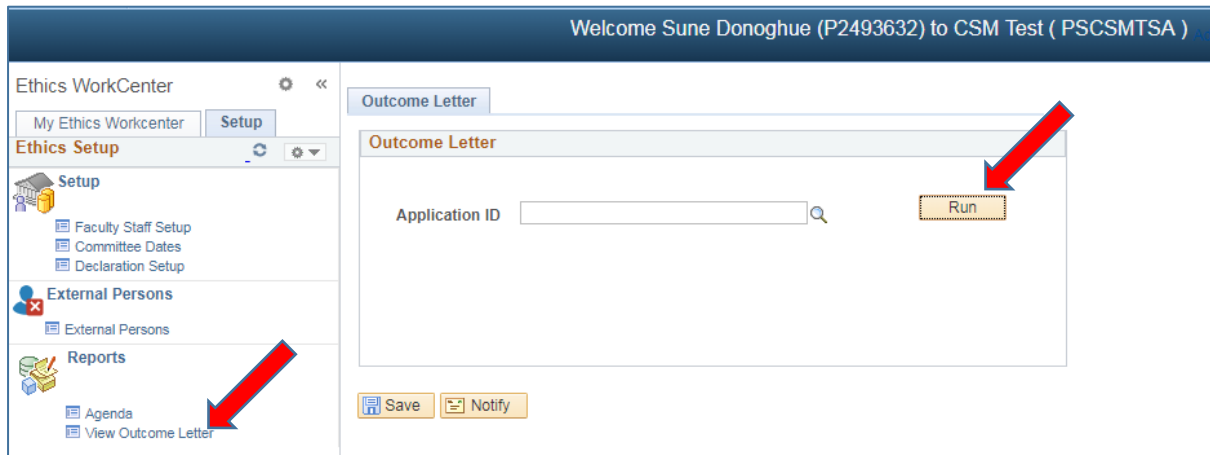 Welcome Sune Donoghue (P2493632) to CSM Test ( PSCSMTSA )
Ethics WorkCenter
My Ethics Workcenter
Setup
Ethics Setup
Setup
Faculty Staff Setup
Committee Dates
Declaration Setup
External Persons
External Persons
Reports
Agenda
View Outcome Letter
Outcome Letter
Outcome Letter
Application ID
Run
Save
Notify